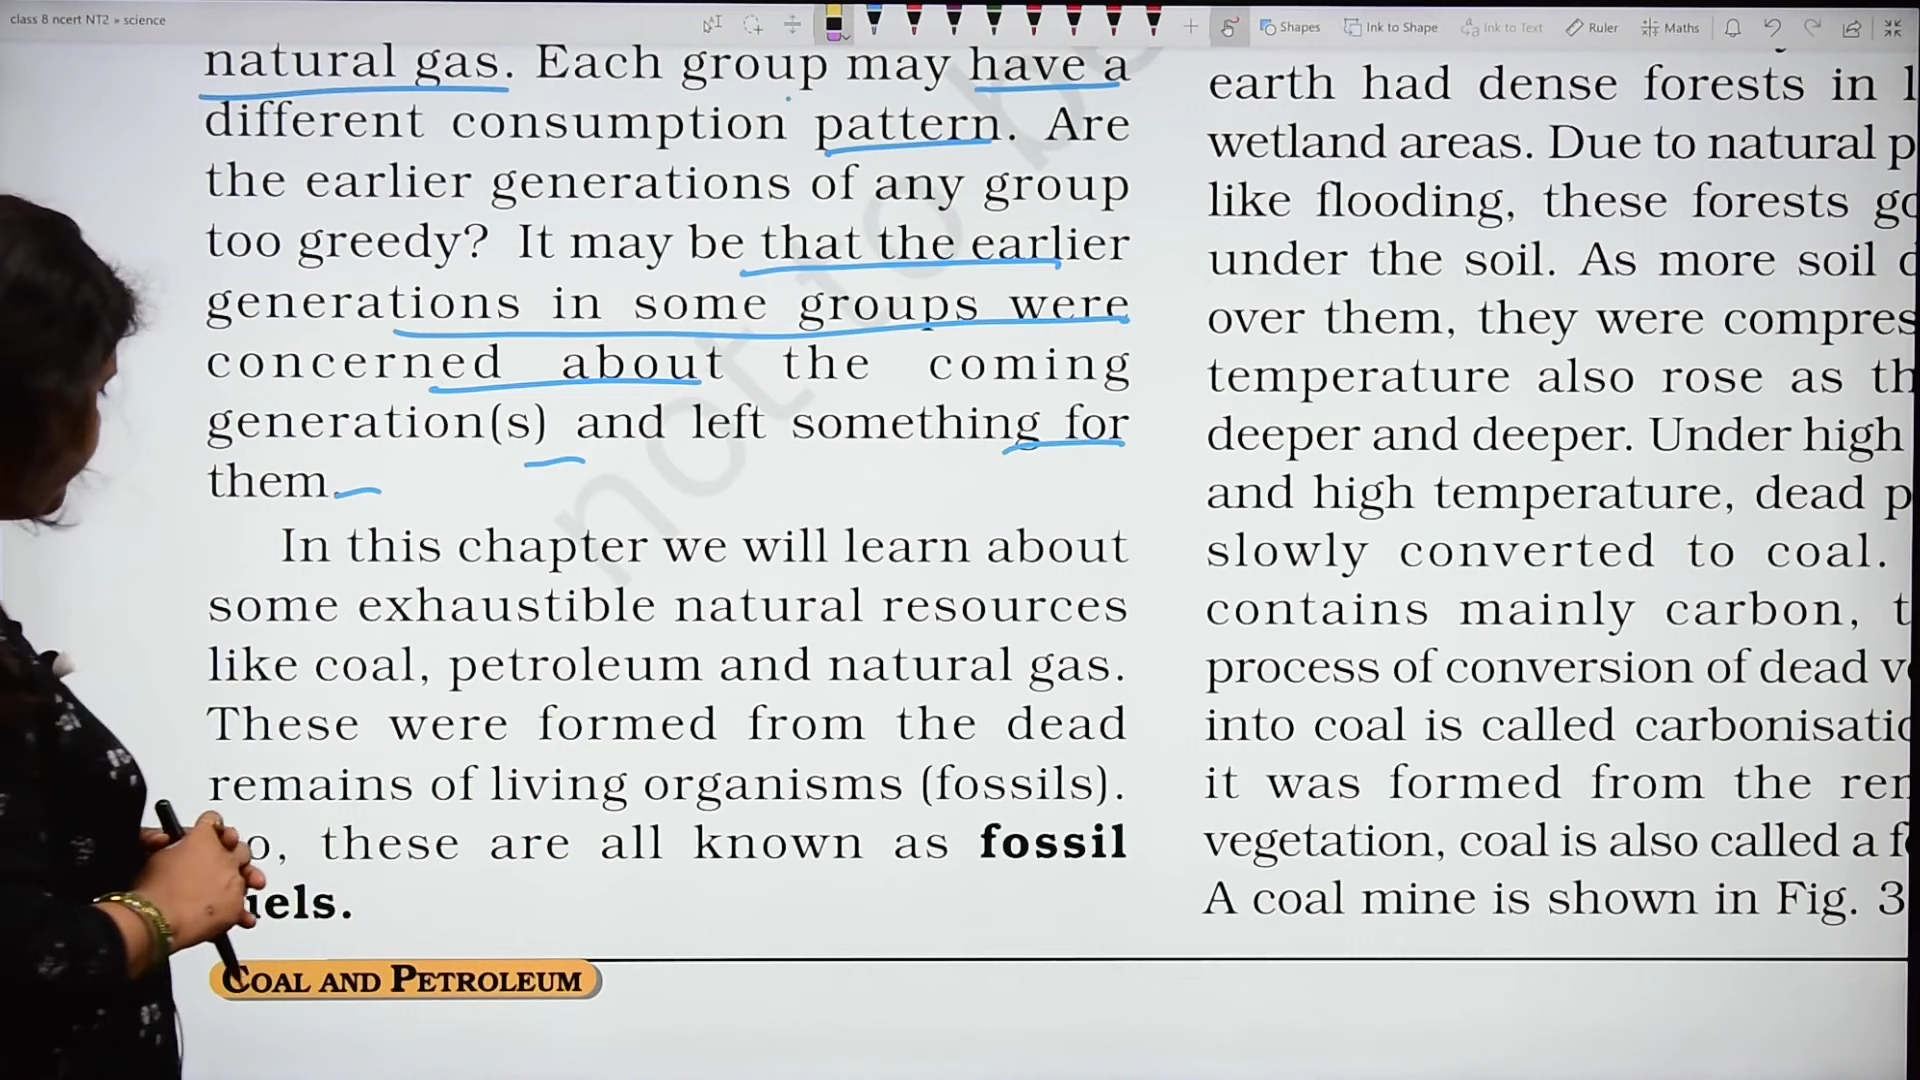 class 8 ncert NT2 » science
Shapes
Ink to Shape
Ink to Text
Ruler
Maths
natural gas. Each group may have a
different consumption pattern. Are
the earlier generations of any group
too greedy? It may be that the earlier
generations in some groups were
concerned about the coming
generation(s) and left something for
them.
In this chapter we will learn about
some exhaustible natural resources
like coal, petroleum and natural gas.
These were formed from the dead
remains of living organisms (fossils).
o, these are all known as fossil
els.
COAL AND PETROLEUM
earth had dense forests in
wetland areas. Due to natural
like flooding, these forests
under the soil. As more soil
over them, they were compres
temperature also rose as
deeper and deeper. Under high
and high temperature, dead
slowly converted to coal.
contains mainly carbon,
process of conversion of dead
into coal is called carbonisatio
it was formed from the
vegetation, coal is also called a
A coal mine is shown in Fig. 3
not to be